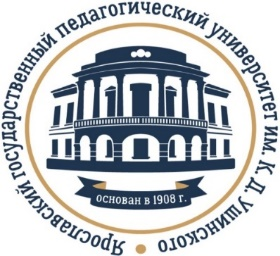 Ярославский государственный педагогический университет им. К. Д. Ушинского
основан в 1908 г.